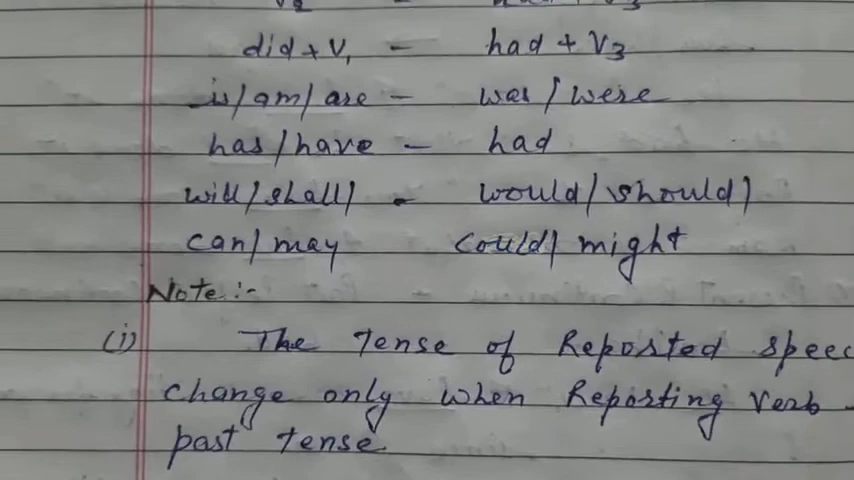 did + V1 - had + V3
is/am/are - was/were
has/have - had
will/shall/ - would/should/
can/may could/might
Note :-
(i) The Tense of Reported speec
change only when Reporting Verb
past tense